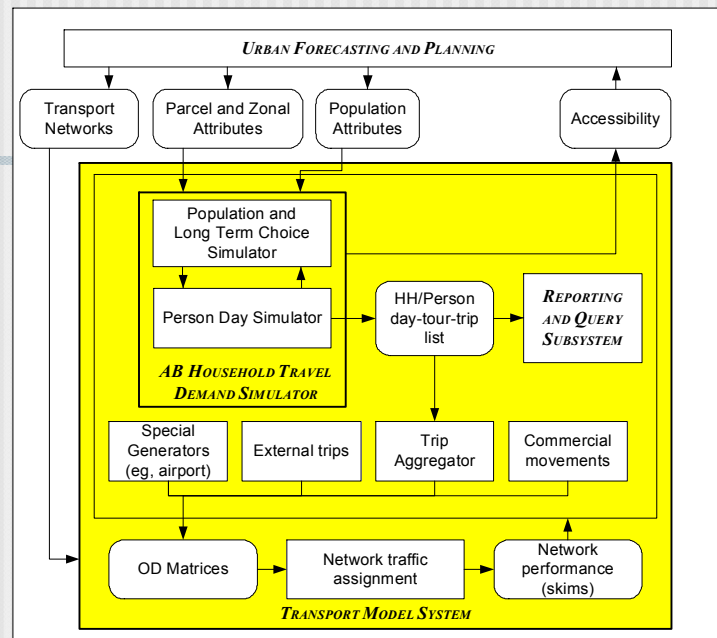 URBAN FORECASTING AND PLANNING
Transport
Networks
Parcel and Zonal
Attributes
Population
Attributes
Accessibility
Population and
Long Term Choice
Simulator
Person Day Simulator
AB HOUSEHOLD TRAVEL
DEMAND SIMULATOR
HH/Person
day-tour-trip
list
REPORTING
AND QUERY
SUBSYSTEM
Special
Generators
(eg, airport)
External trips
Trip
Aggregator
Commercial
movements
OD Matrices
Network traffic
assignment
Network
performance
(skims)
TRANSPORT MODEL SYSTEM